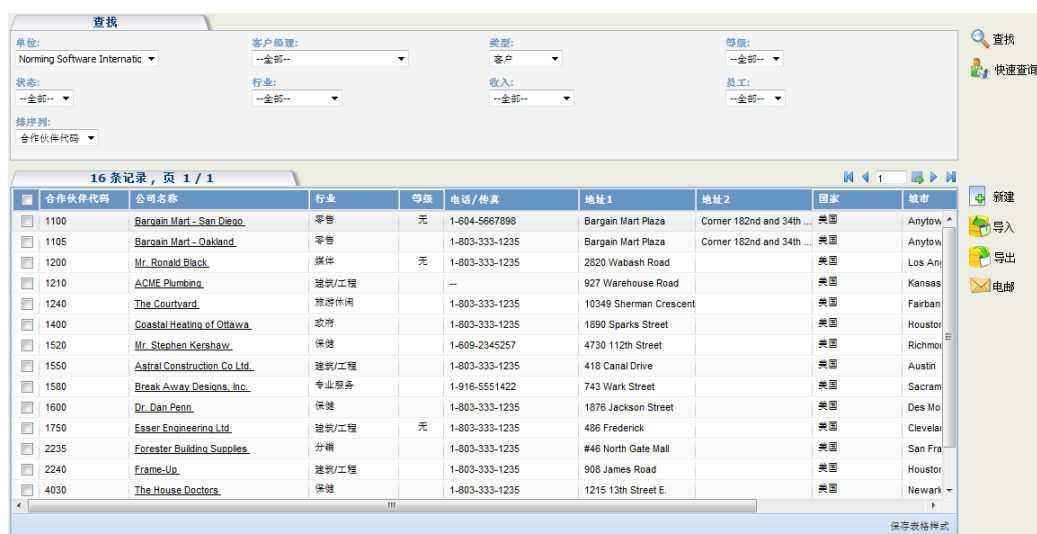 查找
单位: 客户经理: 类型: 等级:
Norming Software Internatic --全部-- 客户 --全部--
状态: 行业: 收入: 员工:
--全部-- --全部-- --全部-- --全部--
排序列:
合作伙伴代码
查找
快速查询
16 条记录, 页 1 / 1 1
合作伙伴代码 公司名称 行业 等级 电话/传真 地址1 地址2 国家 城市
1100 Bargain Mart - San Diego 零售 无 1-604-5667898 Bargain Mart Plaza Corner 182nd and 34th ... 美国 Anytow
1105 Bargain Mart - Oakland 零售 1-803-333-1235 Bargain Mart Plaza Corner 182nd and 34th ... 美国 Anytow
1200 Mr. Ronald Black 媒体 无 1-803-333-1235 2820 Wabash Road 美国 Los An
1210 ACME Plumbing 建筑/工程 -- 927 Warehouse Road 美国 Kansas
1240 The Courtyard 旅游休闲 1-803-333-1235 10349 Sherman Crescent 美国 Fairban
1400 Coastal Heating of Ottawa 政府 1-803-333-1235 1890 Sparks Street 美国 Houston
1520 Mr. Stephen Kershaw 保健 1-609-2345257 4730 112th Street 美国 Richmo
1550 Astral Construction Co Ltd. 建筑/工程 1-803-333-1235 418 Canal Drive 美国 Austin
1580 Break Away Designs, Inc. 专业服务 1-916-5551422 743 Wark Street 美国 Sacram
1600 Dr. Dan Penn 保健 1-803-333-1235 1876 Jackson Street 美国 Des Mo
1750 Esser Engineering Ltd 建筑/工程 无 1-803-333-1235 486 Frederick 美国 Clevela
2235 Forester Building Supplies 分销 1-803-333-1235 #46 North Gate Mall 美国 San Fra
2240 Frame-Up 建筑/工程 1-803-333-1235 908 James Road 美国 Houston
4030 The House Doctors 保健 1-803-333-1235 1215 13th Street E. 美国 Newark
保存表格样式
新建
导入
导出
电邮